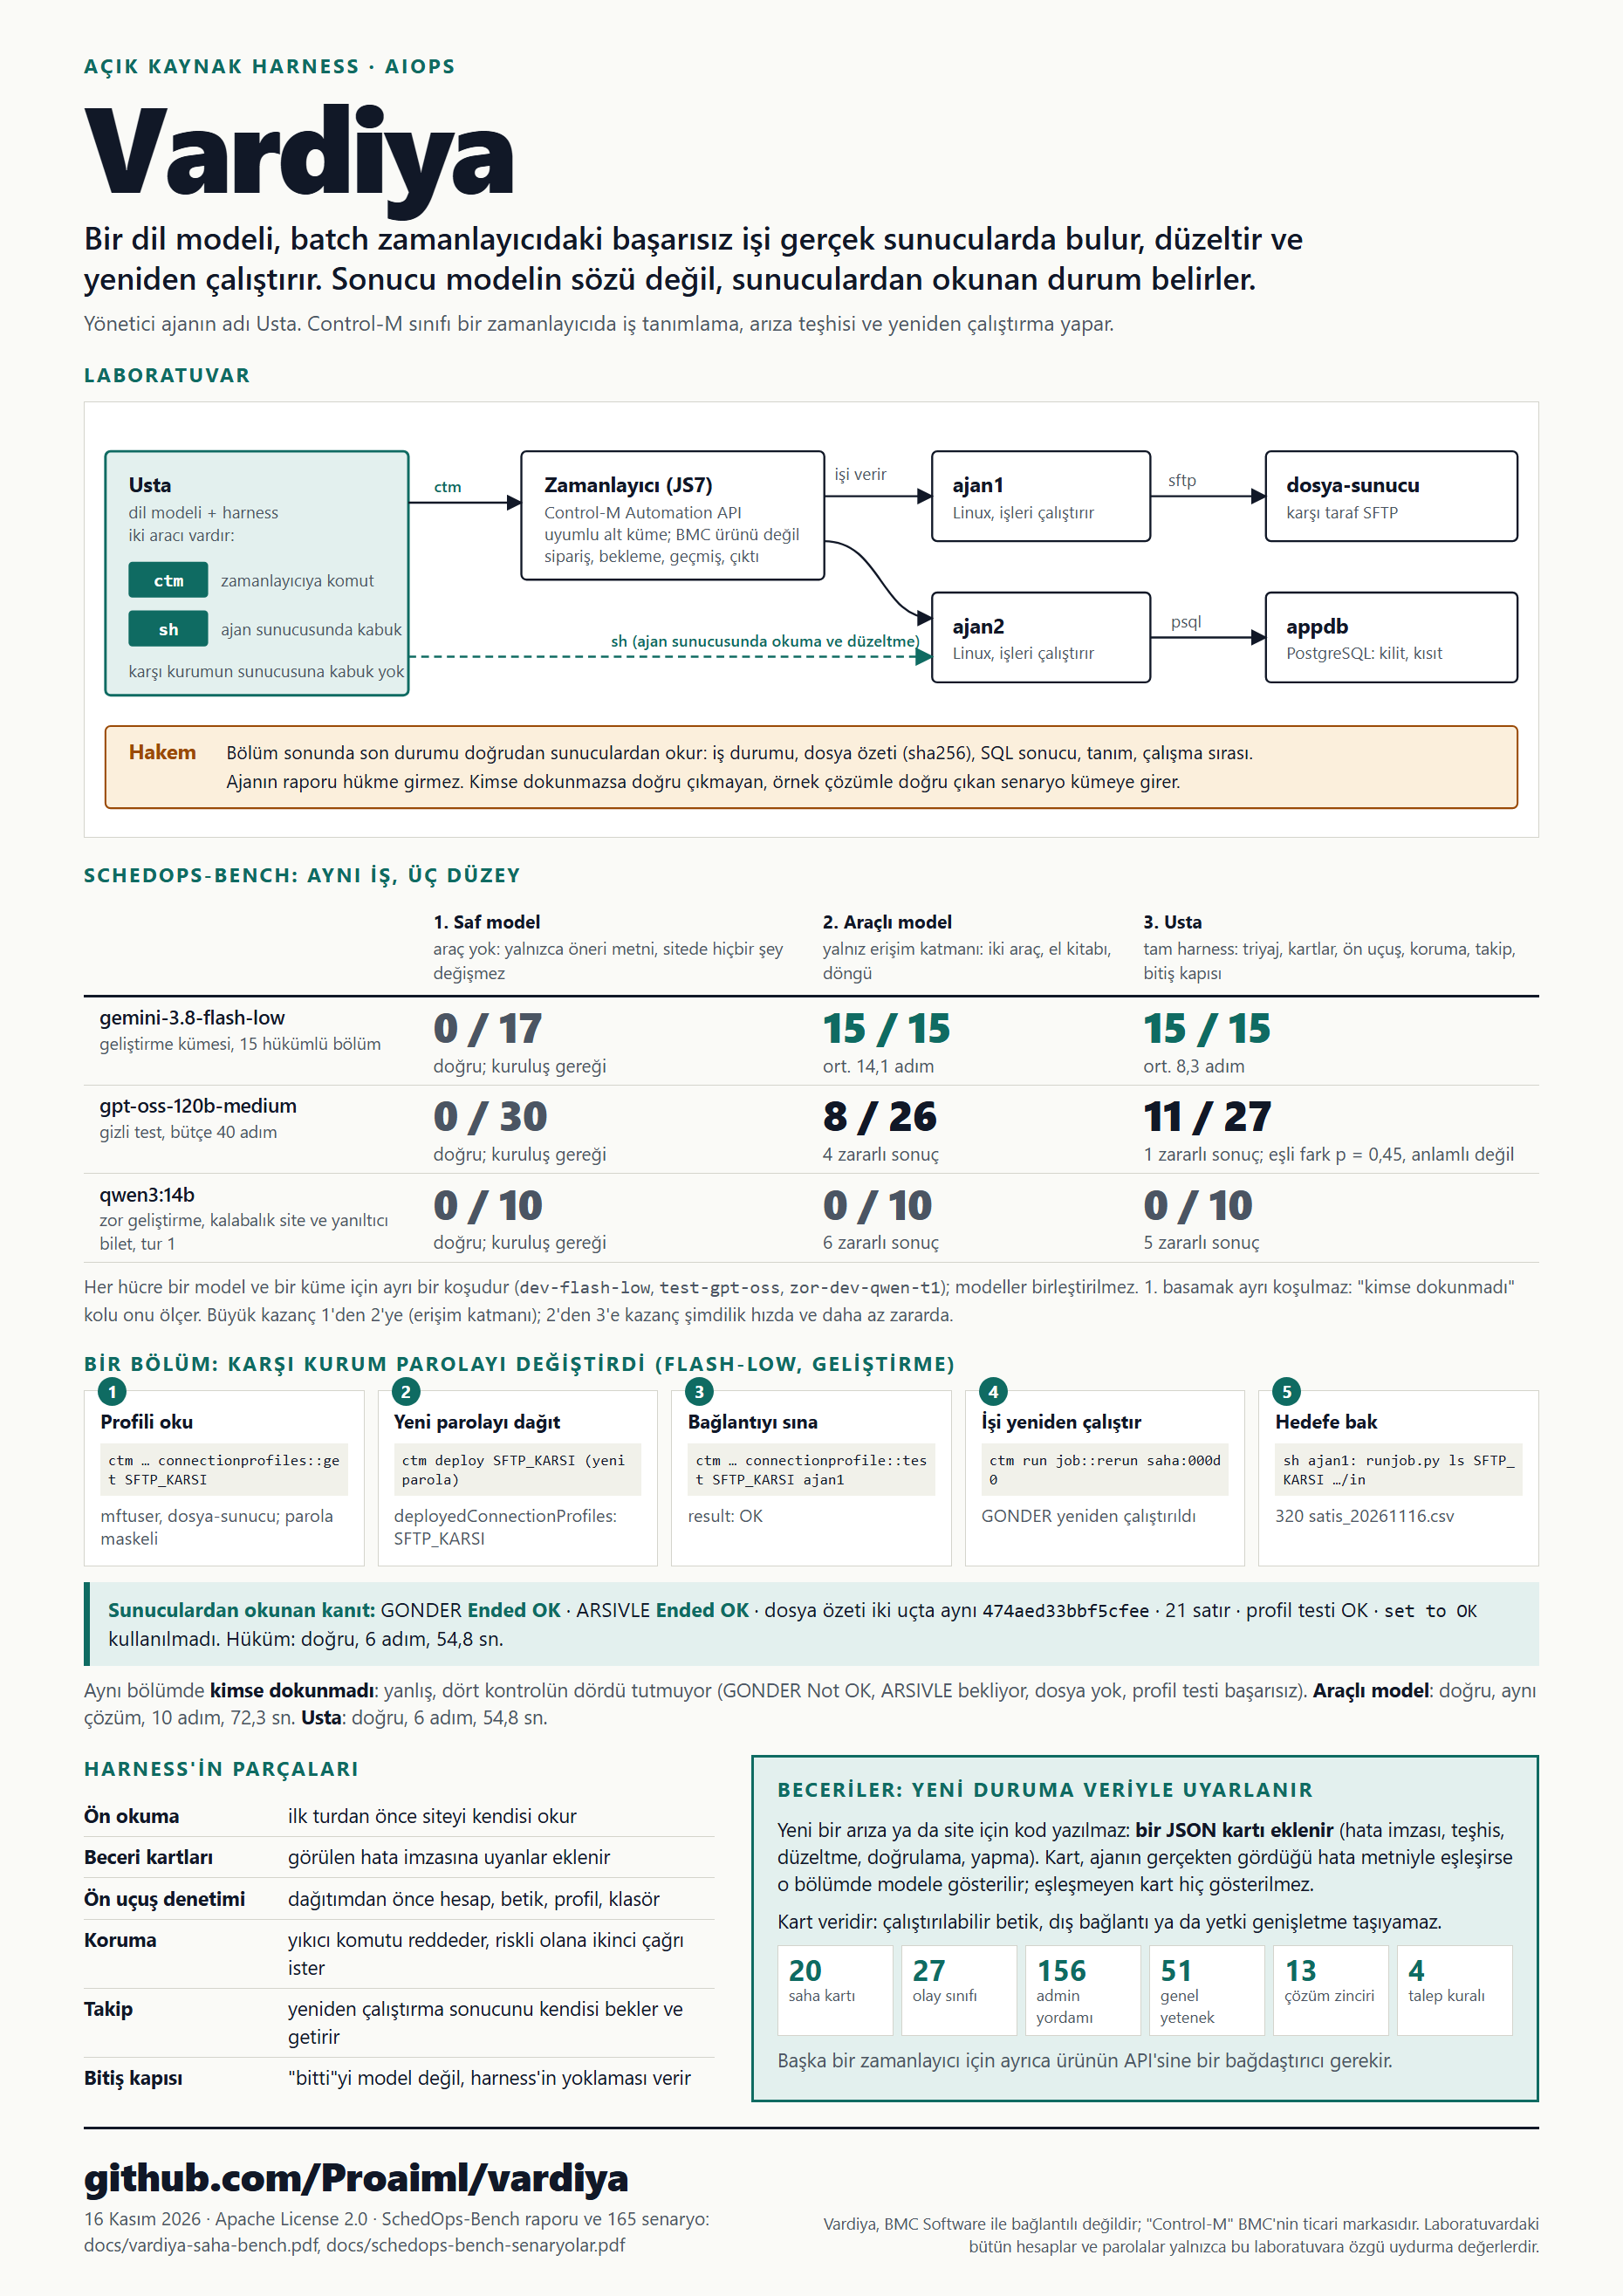 AÇIK KAYNAK HARNESS · AIOPS
Vardiya
Bir dil modeli, batch zamanlayıcıdaki başarısız işi gerçek sunucularda bulur, düzeltir ve
yeniden çalıştırır. Sonucu modelin sözü değil, sunuculardan okunan durum belirler.
Yönetici ajanın adı Usta. Control-M sınıfı bir zamanlayıcıda iş tanımlama, arıza teşhisi ve yeniden çalıştırma yapar.
LABORATUVAR
Usta
dil modeli + harness
iki aracı vardır:
ctm zamanlayıcıya komut
sh ajan sunucusunda kabuk
karşı kurumun sunucusuna kabuk yok
ctm
Zamanlayıcı (JS7)
Control-M Automation API
uyumlu alt küme; BMC ürünü değil
sipariş, bekleme, geçmiş, çıktı
işi verir
ajan1
Linux, işleri çalıştırır
sftp
dosya-sunucu
karşı taraf SFTP
sh (ajan sunucusunda okuma ve düzeltme)
ajan2
Linux, işleri çalıştırır
psql
appdb
PostgreSQL: kilit, kısıt
Hakem
Bölüm sonunda son durumu doğrudan sunuculardan okur: iş durumu, dosya özeti (sha256), SQL sonucu, tanım, çalışma sırası.
Ajanın raporu hükme girmez. Kimse dokunmazsa doğru çıkmayan, örnek çözümle doğru çıkan senaryo kümeye girer.
SCHEDOPS-BENCH: AYNI İŞ, ÜÇ DÜZEY
1. Saf model
araç yok: yalnızca öneri metni, sitede hiçbir şey
değişmez
2. Araçlı model
yalnız erişim katmanı: iki araç, el kitabı,
döngü
3. Usta
tam harness: triyaj, kartlar, ön uçuş, koruma, takip,
bitiş kapısı
gemini-3.8-flash-low
geliştirme kümesi, 15 hükümlü bölüm
0 / 17
doğru; kuruluş gereği
15 / 15
ort. 14,1 adım
15 / 15
ort. 8,3 adım
gpt-oss-120b-medium
gizli test, bütçe 40 adım
0 / 30
doğru; kuruluş gereği
8 / 26
4 zararlı sonuç
11 / 27
1 zararlı sonuç; eşli fark p = 0,45, anlamlı değil
qwen3:14b
zor geliştirme, kalabalık site ve yanıltıcı
bilet, tur 1
0 / 10
doğru; kuruluş gereği
0 / 10
6 zararlı sonuç
0 / 10
5 zararlı sonuç
Her hücre bir model ve bir küme için ayrı bir koşudur (dev-flash-low, test-gpt-oss, zor-dev-qwen-t1); modeller birleştirilmez. 1. basamak ayrı koşulmaz: "kimse dokunmadı"
kolu onu ölçer. Büyük kazanç 1'den 2'ye (erişim katmanı); 2'den 3'e kazanç şimdilik hızda ve daha az zararda.
BİR BÖLÜM: KARŞI KURUM PAROLAYI DEĞİŞTİRDİ (FLASH-LOW, GELİŞTİRME)
1
Profili oku
ctm … connectionprofiles::ge
t SFTP_KARSI
mftuser, dosya-sunucu; parola
maskeli
2
Yeni parolayı dağıt
ctm deploy SFTP_KARSI (yeni
parola)
deployedConnectionProfiles:
SFTP_KARSI
3
Bağlantıyı sına
ctm … connectionprofile::tes
t SFTP_KARSI ajan1
result: OK
4
İşi yeniden çalıştır
ctm run job::rerun saha:000d
0
GONDER yeniden çalıştırıldı
5
Hedefe bak
sh ajan1: runjob.py ls SFTP_
KARSI …/in
320 satis_20261116.csv
Sunuculardan okunan kanıt: GONDER Ended OK · ARSIVLE Ended OK · dosya özeti iki uçta aynı 474aed33bbf5cfee · 21 satır · profil testi OK · set to OK
kullanılmadı. Hüküm: doğru, 6 adım, 54,8 sn.
Aynı bölümde kimse dokunmadı: yanlış, dört kontrolün dördü tutmuyor (GONDER Not OK, ARSIVLE bekliyor, dosya yok, profil testi başarısız). Araçlı model: doğru, aynı
çözüm, 10 adım, 72,3 sn. Usta: doğru, 6 adım, 54,8 sn.
HARNESS'İN PARÇALARI
Ön okuma ilk turdan önce siteyi kendisi okur
Beceri kartları görülen hata imzasına uyanlar eklenir
Ön uçuş denetimi dağıtımdan önce hesap, betik, profil, klasör
Koruma yıkıcı komutu reddeder, riskli olana ikinci çağrı
ister
Takip yeniden çalıştırma sonucunu kendisi bekler ve
getirir
Bitiş kapısı "bitti"yi model değil, harness'in yoklaması verir
BECERİLER: YENİ DURUMA VERİYLE UYARLANIR
Yeni bir arıza ya da site için kod yazılmaz: bir JSON kartı eklenir (hata imzası, teşhis,
düzeltme, doğrulama, yapma). Kart, ajanın gerçekten gördüğü hata metniyle eşleşirse
o bölümde modele gösterilir; eşleşmeyen kart hiç gösterilmez.
Kart veridir: çalıştırılabilir betik, dış bağlantı ya da yetki genişletme taşıyamaz.
20
saha kartı
27
olay sınıfı
156
admin
yordamı
51
genel
yetenek
13
çözüm zinciri
4
talep kuralı
Başka bir zamanlayıcı için ayrıca ürünün API'sine bir bağdaştırıcı gerekir.
github.com/Proaiml/vardiya
16 Kasım 2026 · Apache License 2.0 · SchedOps-Bench raporu ve 165 senaryo:
docs/vardiya-saha-bench.pdf, docs/schedops-bench-senaryolar.pdf
Vardiya, BMC Software ile bağlantılı değildir; "Control-M" BMC'nin ticari markasıdır. Laboratuvardaki
bütün hesaplar ve parolalar yalnızca bu laboratuvara özgü uydurma değerlerdir.